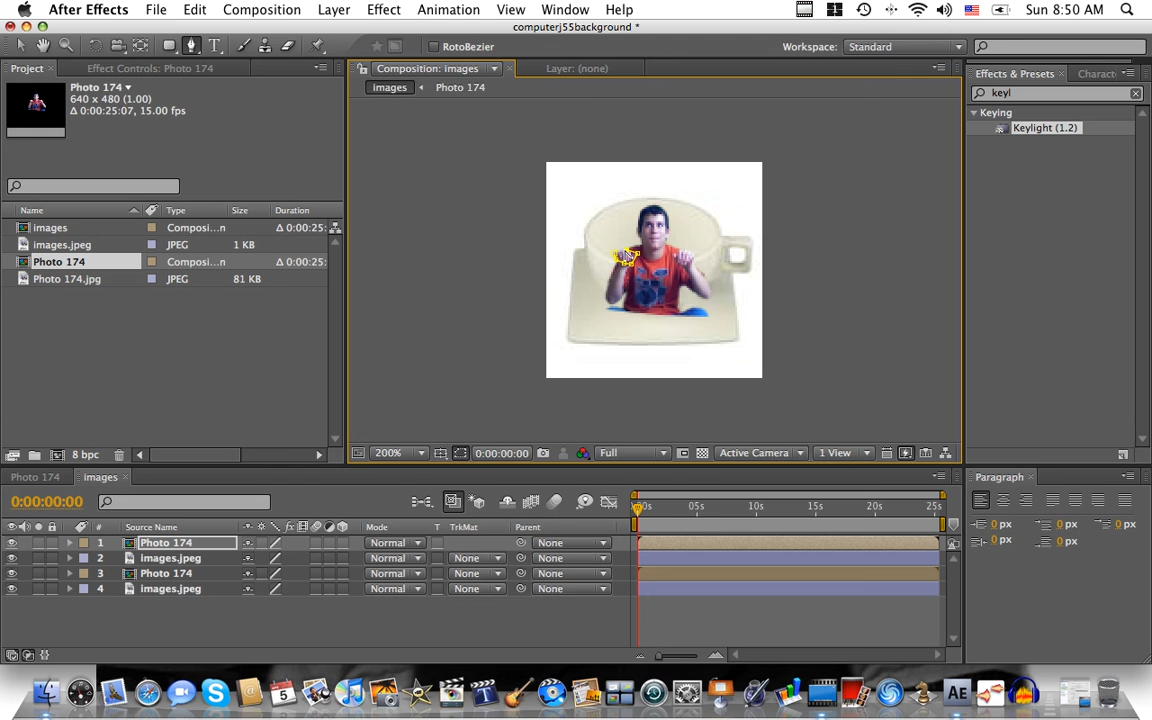 After Effects File Edit Composition Layer Effect Animation View Window Help Sun 8:50 AM
computerj55background *
RotoBezier Workspace: Standard
Project Effect Controls: Photo 174 Composition: images Layer: (none) Effects & Presets Charact
Photo 174
640 x 480 (1.00)
Δ 0:00:25:07, 15.00 fps
images Photo 174
keyl
Keying
Keylight (1.2)
Name Type Size Duration
images Composi...n Δ 0:00:25:
images.jpeg JPEG 1 KB
Photo 174 Composi...n Δ 0:00:25:
Photo 174.jpg JPEG 81 KB
8 bpc 200% 0:00:00:00 Full Active Camera 1 View
Photo 174 images Paragraph
0:00:00:00 05s 10s 15s 20s 25s
# Source Name Mode T TrkMat Parent
1 Photo 174 Normal None
2 images.jpeg Normal None None
3 Photo 174 Normal None None
4 images.jpeg Normal None None
0 px 0 px 0 px
0 px 0 px
AE
5